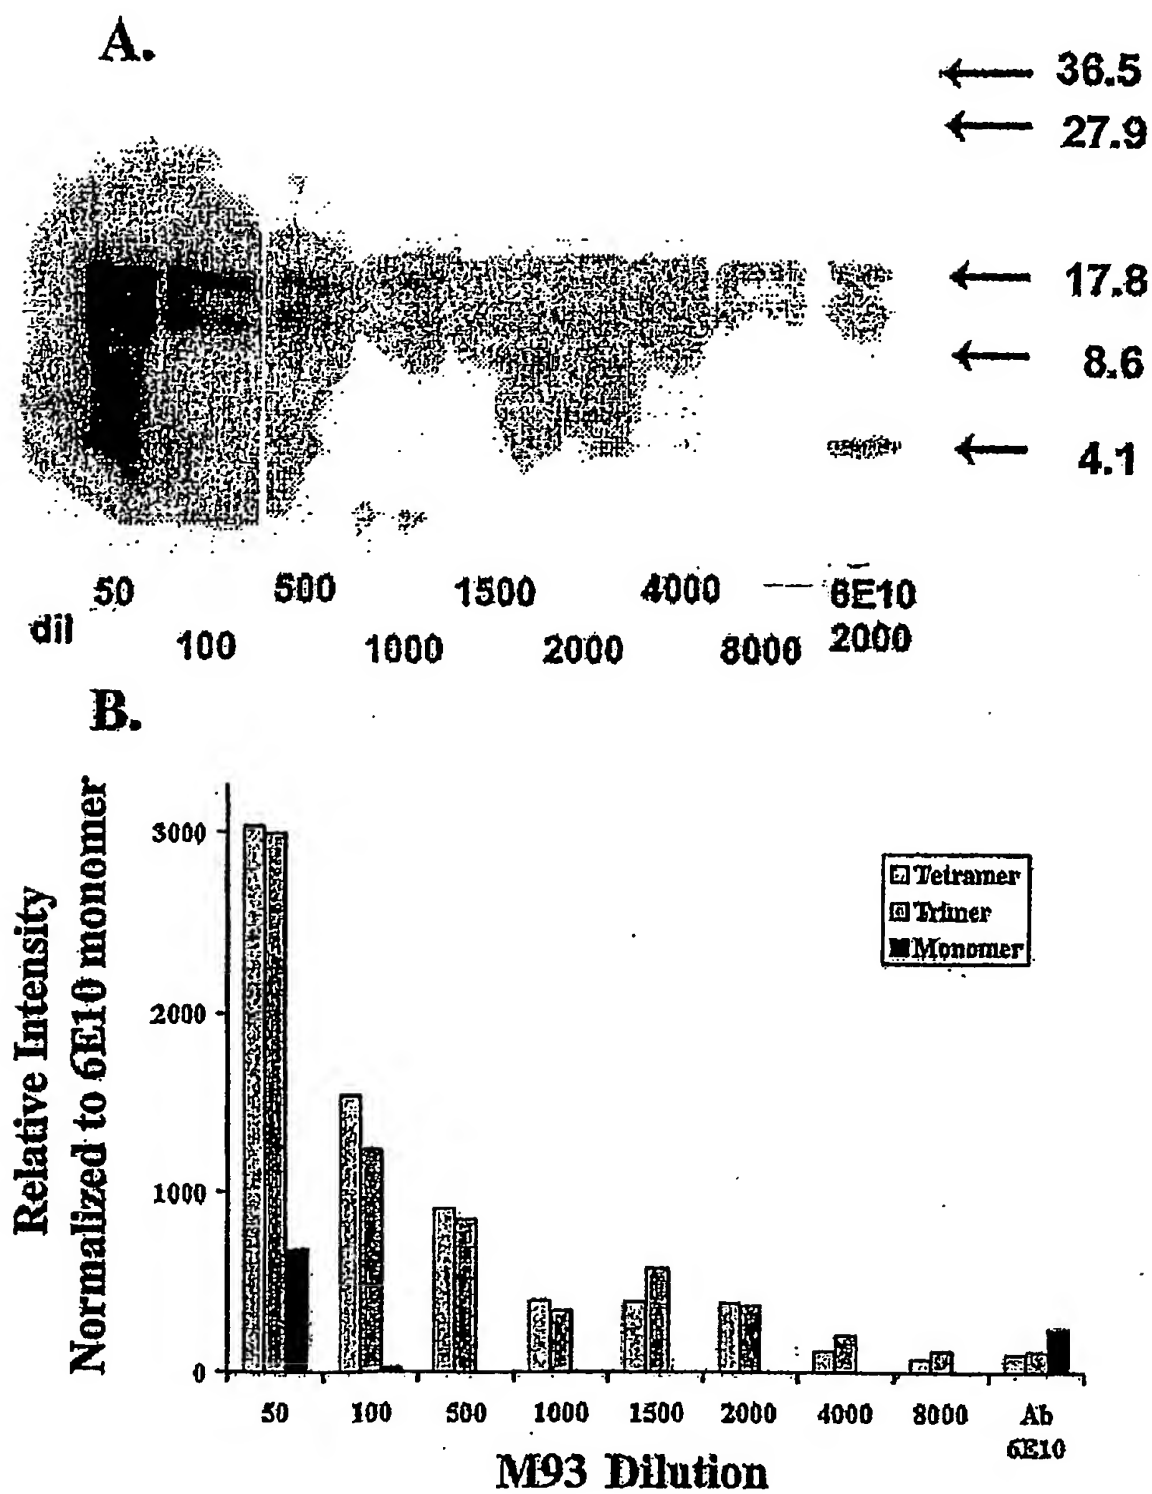 A.
36.5
27.9
17.8
8.6
4.1
50 500 1500 4000 6E10
dil 100 1000 2000 8000 2000
B.
Relative Intensity
Normalized to 6E10 monomer
3000
2000
1000
0
Tetramer
Trimer
Monomer
50 100 500 1000 1500 2000 4000 8000 Ab
6E10
M93 Dilution